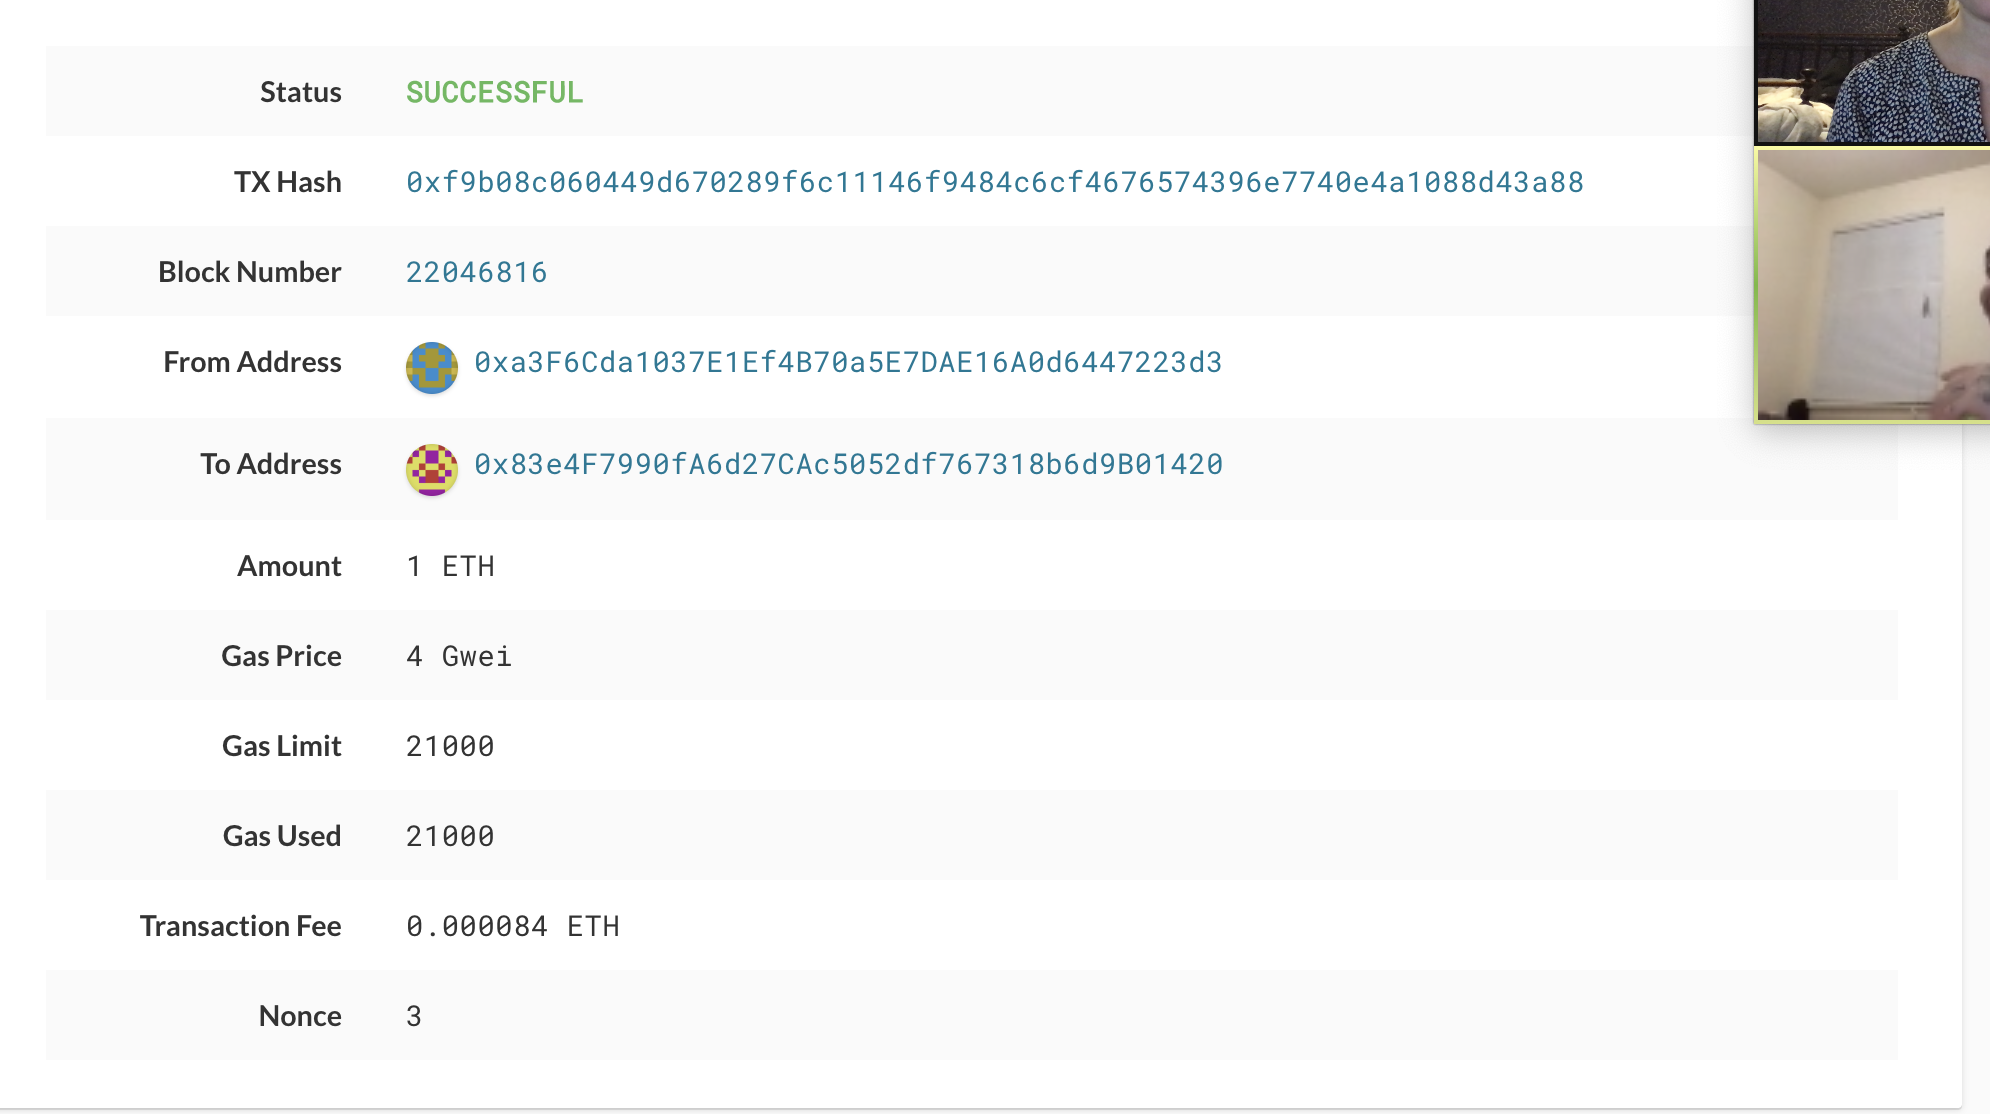 Status SUCCESSFUL
TX Hash 0xf9b08c060449d670289f6c11146f9484c6cf4676574396e7740e4a1088d43a88
Block Number 22046816
From Address 0xa3F6Cda1037E1Ef4B70a5E7DAE16A0d6447223d3
To Address 0x83e4F7990fA6d27CAc5052df767318b6d9B01420
Amount 1 ETH
Gas Price 4 Gwei
Gas Limit 21000
Gas Used 21000
Transaction Fee 0.000084 ETH
Nonce 3